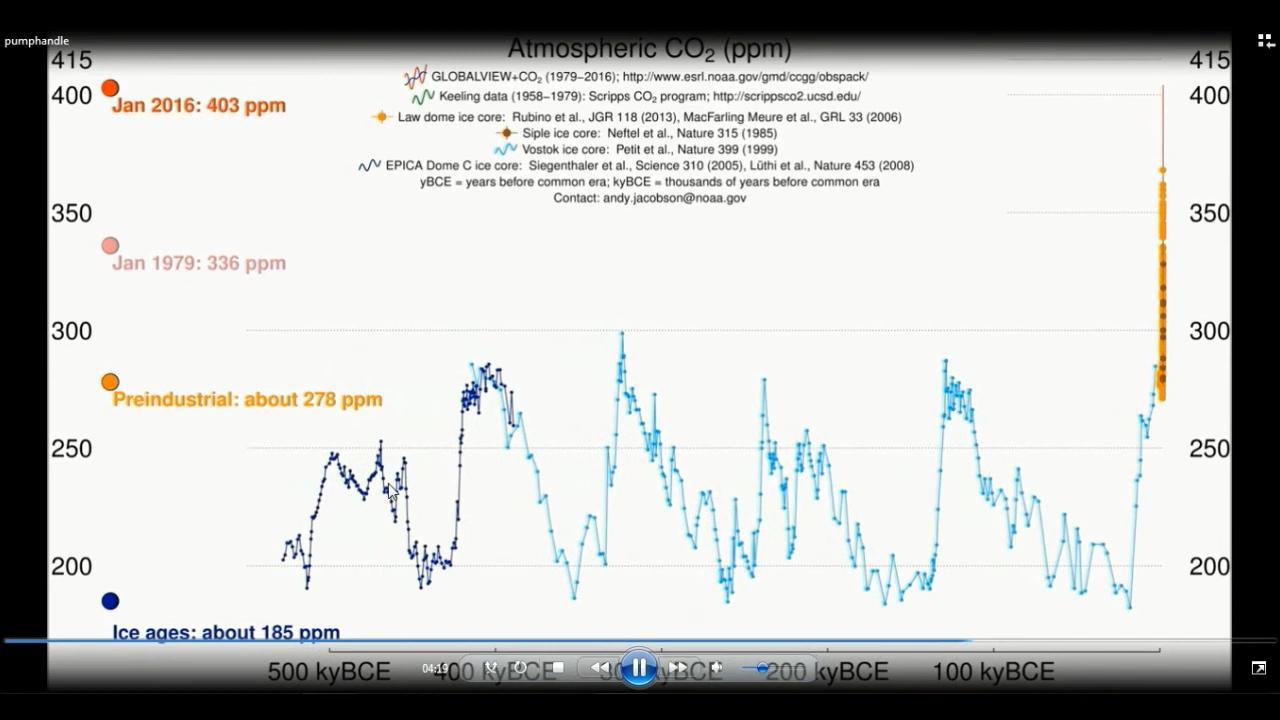 pumphandle
Atmospheric CO2 (ppm)
415
415
GLOBALVIEW+CO2 (1979–2016); http://www.esrl.noaa.gov/gmd/ccgg/obspack/
400
400
Keeling data (1958–1979): Scripps CO2 program; http://scrippsco2.ucsd.edu/
Jan 2016: 403 ppm
Law dome ice core: Rubino et al., JGR 118 (2013), MacFarling Meure et al., GRL 33 (2006)
Siple ice core: Neftel et al., Nature 315 (1985)
Vostok ice core: Petit et al., Nature 399 (1999)
EPICA Dome C ice core: Siegenthaler et al., Science 310 (2005), Lüthi et al., Nature 453 (2008)
yBCE = years before common era; kyBCE = thousands of years before common era
Contact: andy.jacobson@noaa.gov
350
350
Jan 1979: 336 ppm
300
300
Preindustrial: about 278 ppm
250
250
200
200
Ice ages: about 185 ppm
04:19
500 kyBCE
400 kyBCE
200 kyBCE
100 kyBCE